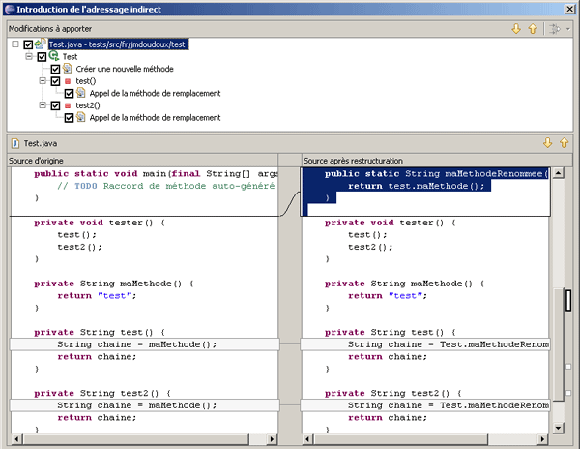 Introduction de l'adressage indirect
Modifications à apporter
Test.java - tests/src/fr/jmdoudoux/test
Test
Créer une nouvelle méthode
test()
Appel de la méthode de remplacement
test2()
Appel de la méthode de remplacement
Test.java
Source d'origine
public static void main(final String[] args
// TODO Raccord de méthode auto-généré
}
private void tester() {
test();
test2();
}
private String maMethode() {
return "test";
}
private String test() {
String chaine = maMethode();
return chaine;
}
private String test2() {
String chaine = maMethode();
return chaine;
}
Source après restructuration
public static String maMethodeRenommee(
return test.maMethode();
}
private void tester() {
test();
test2();
}
private String maMethode() {
return "test";
}
private String test() {
String chaine = Test.maMethodeRenom
return chaine;
}
private String test2() {
String chaine = Test.maMethodeRenom
return chaine;
}